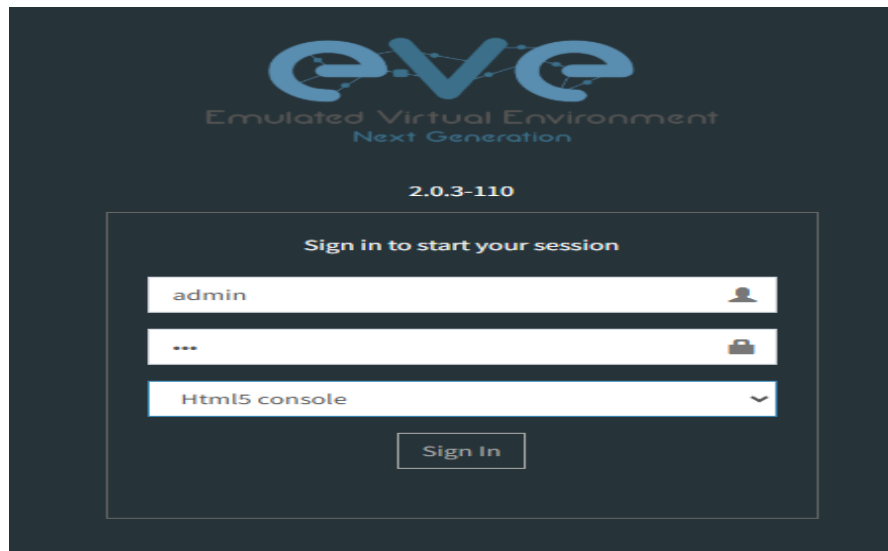 eve
Emulated Virtual Environment
Next Generation
2.0.3-110
Sign in to start your session
admin
•••
Html5 console
Sign In